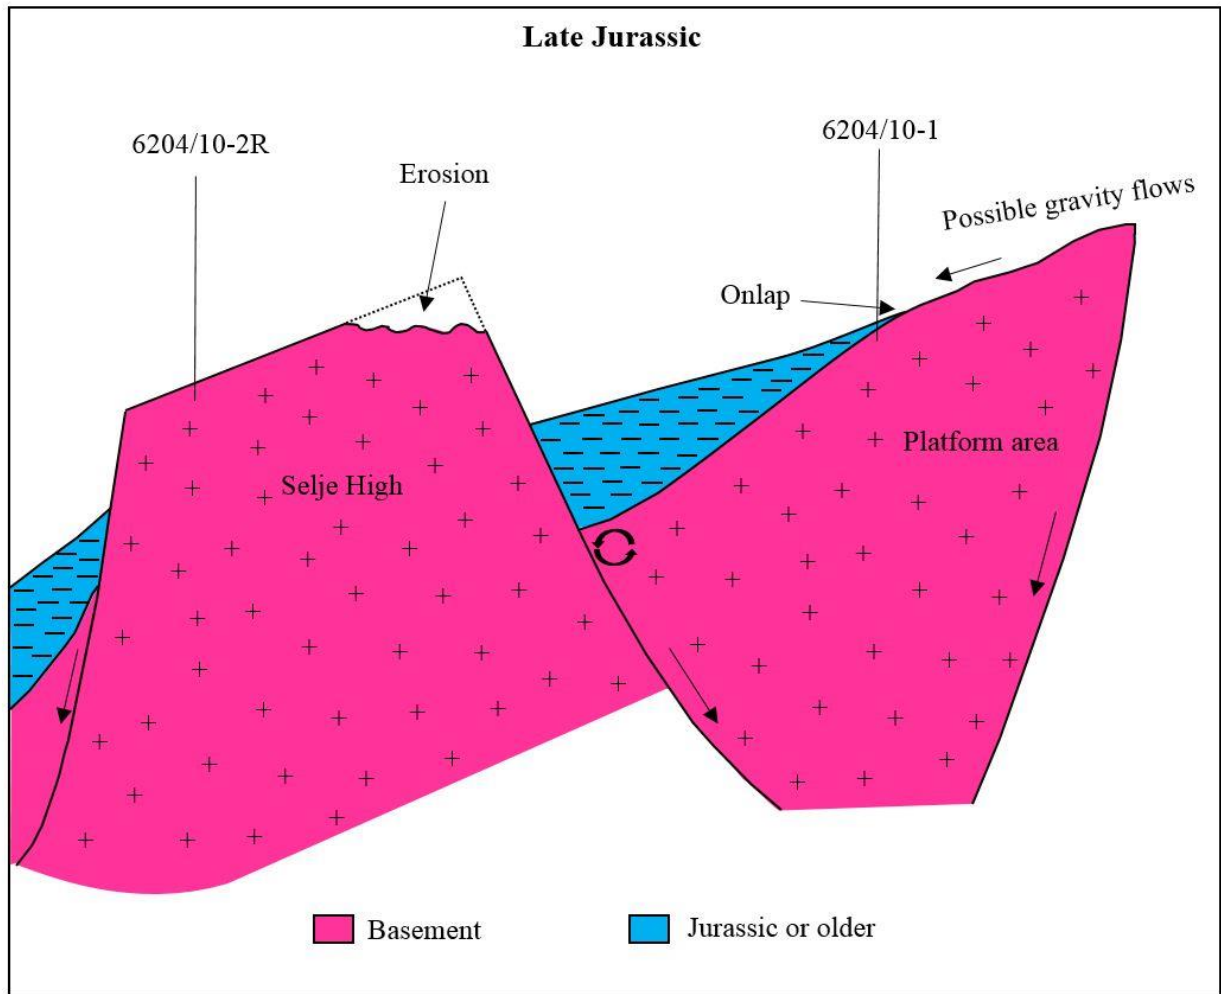 Late Jurassic
6204/10-1
6204/10-2R
Erosion
Possible gravity flows
Onlap
Platform area
Selje High
Basement
Jurassic or older